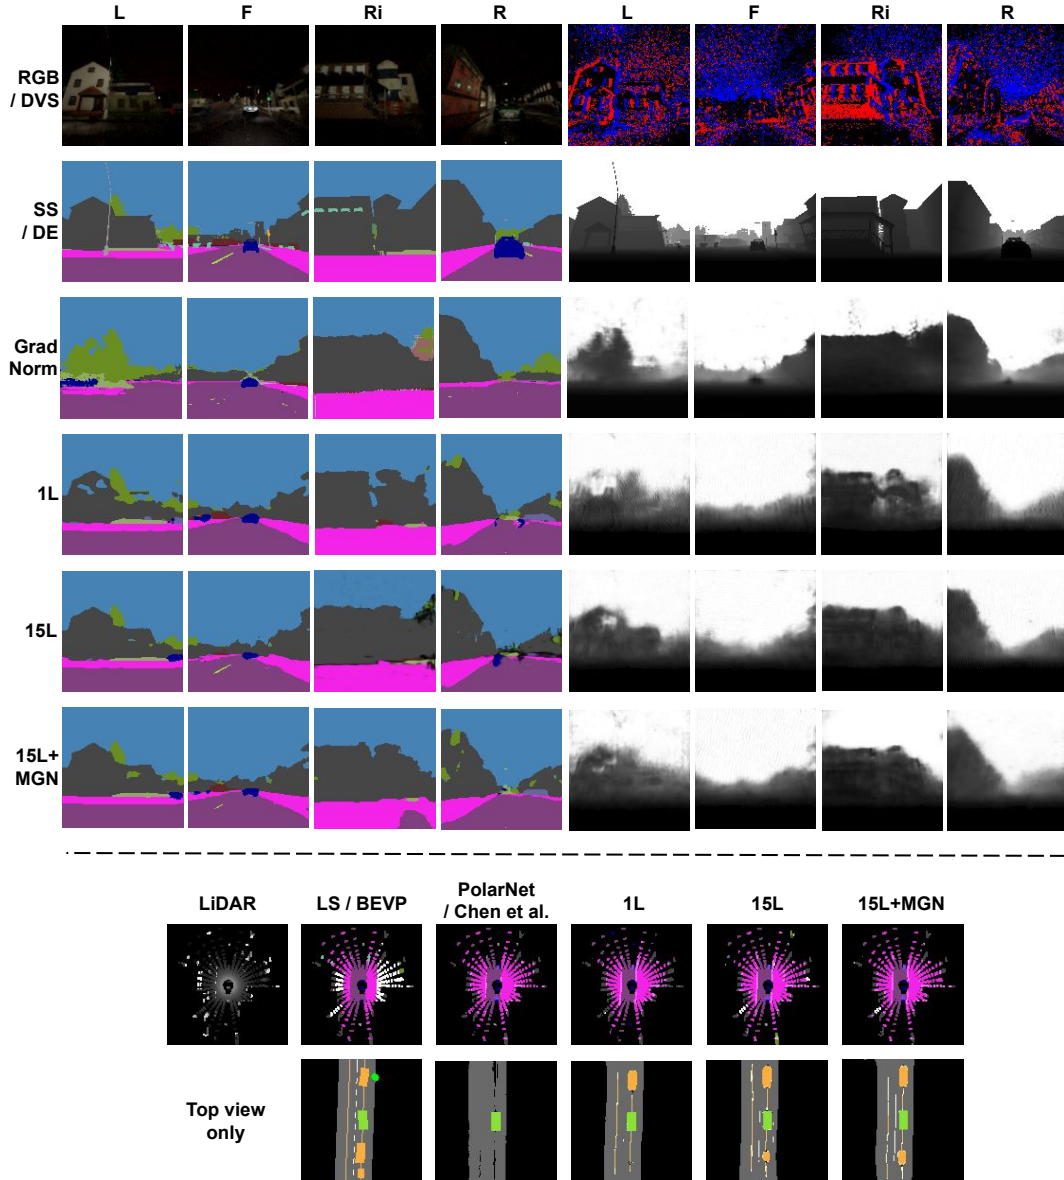 L F Ri R L F Ri R
RGB
/ DVS
SS
/ DE
Grad
Norm
1L
15L
15L+
MGN
LiDAR LS / BEVP PolarNet
/ Chen et al. 1L 15L 15L+MGN
Top view
only